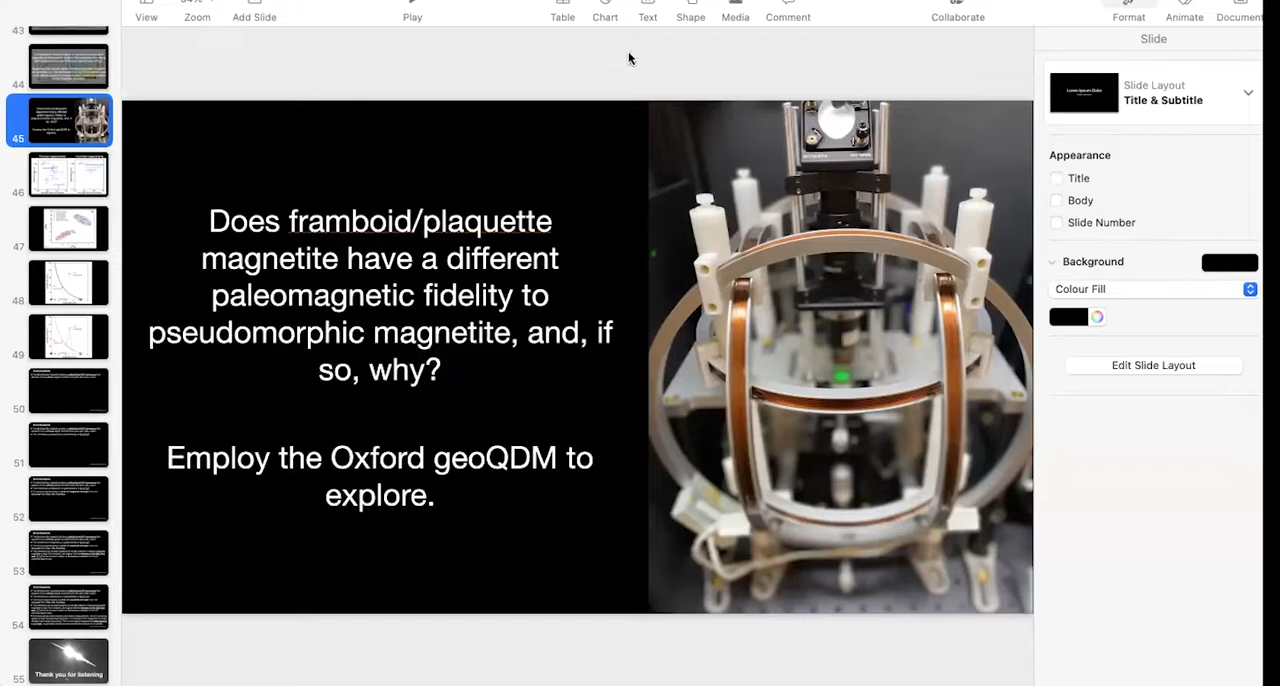 View
Zoom
Add Slide
Play
Table
Chart
Text
Shape
Media
Comment
Collaborate
Format
Animate
Document
43
44
45
46
47
48
49
50
51
52
53
54
55
Thank you for listening
Does framboid/plaquette
magnetite have a different
paleomagnetic fidelity to
pseudomorphic magnetite, and, if
so, why?
Employ the Oxford geoQDM to
explore.
Slide
Slide Layout
Title & Subtitle
Appearance
Title
Body
Slide Number
Background
Colour Fill
Edit Slide Layout